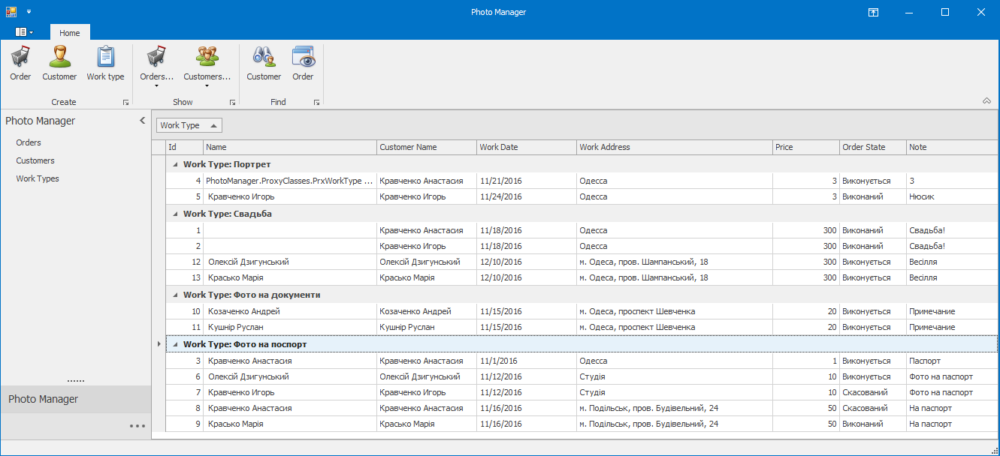 Photo Manager
Home
Order Customer Work type Orders... Customers... Customer Order
Create Show Find
Photo Manager
Orders
Customers
Work Types
Photo Manager
Work Type
Id Name Customer Name Work Date Work Address Price Order State Note
Work Type: Портрет
4 PhotoManager.ProxyClasses.PrxWorkType ... Кравченко Анастасия 11/21/2016 Одесса 3 Виконується 3
5 Кравченко Игорь Кравченко Игорь 11/24/2016 Одесса 3 Виконаний Нюсик
Work Type: Свадьба
1 Кравченко Анастасия 11/18/2016 Одесса 300 Виконаний Свадьба!
2 Кравченко Игорь 11/18/2016 Одесса 300 Виконаний Свадьба!
12 Олексій Дзигунський Олексій Дзигунський 12/10/2016 м. Одеса, пров. Шампанський, 18 300 Виконується Весілля
13 Красько Марія Красько Марія 12/10/2016 м. Одеса, пров. Шампанський, 18 300 Виконується Весілля
Work Type: Фото на документи
10 Козаченко Андрей Козаченко Андрей 11/15/2016 м. Одеса, проспект Шевченка 20 Виконується Примечание
11 Кушнір Руслан Кушнір Руслан 11/15/2016 м. Одеса, проспект Шевченка 20 Виконується Примечание
Work Type: Фото на поспорт
3 Кравченко Анастасия Кравченко Анастасия 11/1/2016 Одесса 1 Виконується Паспорт
6 Олексій Дзигунський Олексій Дзигунський 11/12/2016 Студія 10 Виконується Фото на паспорт
7 Кравченко Игорь Кравченко Игорь 11/12/2016 Студія 10 Скасований Фото на паспорт
8 Кравченко Анастасия Кравченко Анастасия 11/16/2016 м. Подільськ, пров. Будівельний, 24 50 Скасований На паспорт
9 Красько Марія Красько Марія 11/16/2016 м. Подільськ, пров. Будівельний, 24 50 Виконаний На паспорт